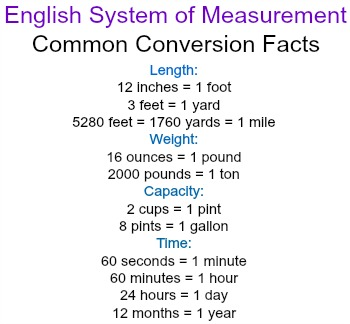 English System of Measurement
Common Conversion Facts
Length:
12 inches = 1 foot
3 feet = 1 yard
5280 feet = 1760 yards = 1 mile
Weight:
16 ounces = 1 pound
2000 pounds = 1 ton
Capacity:
2 cups = 1 pint
8 pints = 1 gallon
Time:
60 seconds = 1 minute
60 minutes = 1 hour
24 hours = 1 day
12 months = 1 year